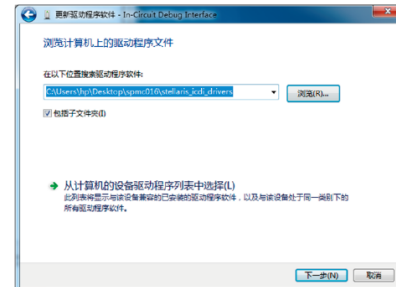 更新驱动程序软件 - In-Circuit Debug Interface
浏览计算机上的驱动程序文件
在以下位置搜索驱动程序软件:
C:\Users\hp\Desktop\spmc016\stellaris_icdi_drivers
浏览(R)...
包括子文件夹(I)
从计算机的设备驱动程序列表中选择(L)
此列表将显示与该设备兼容的已安装的驱动程序软件，以及与该设备处于同一类别下的
所有驱动程序软件。
下一步(N)
取消